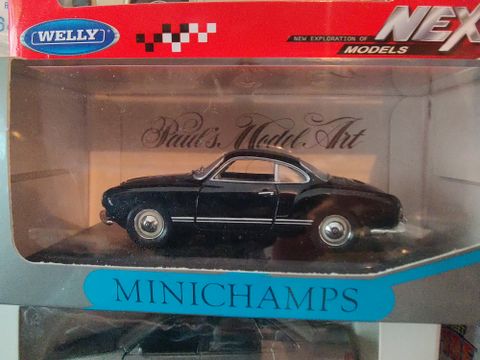 WELLY
NEW EXPLORATION OF
MODELS
NEX
Paul's Model Art
MINICHAMPS